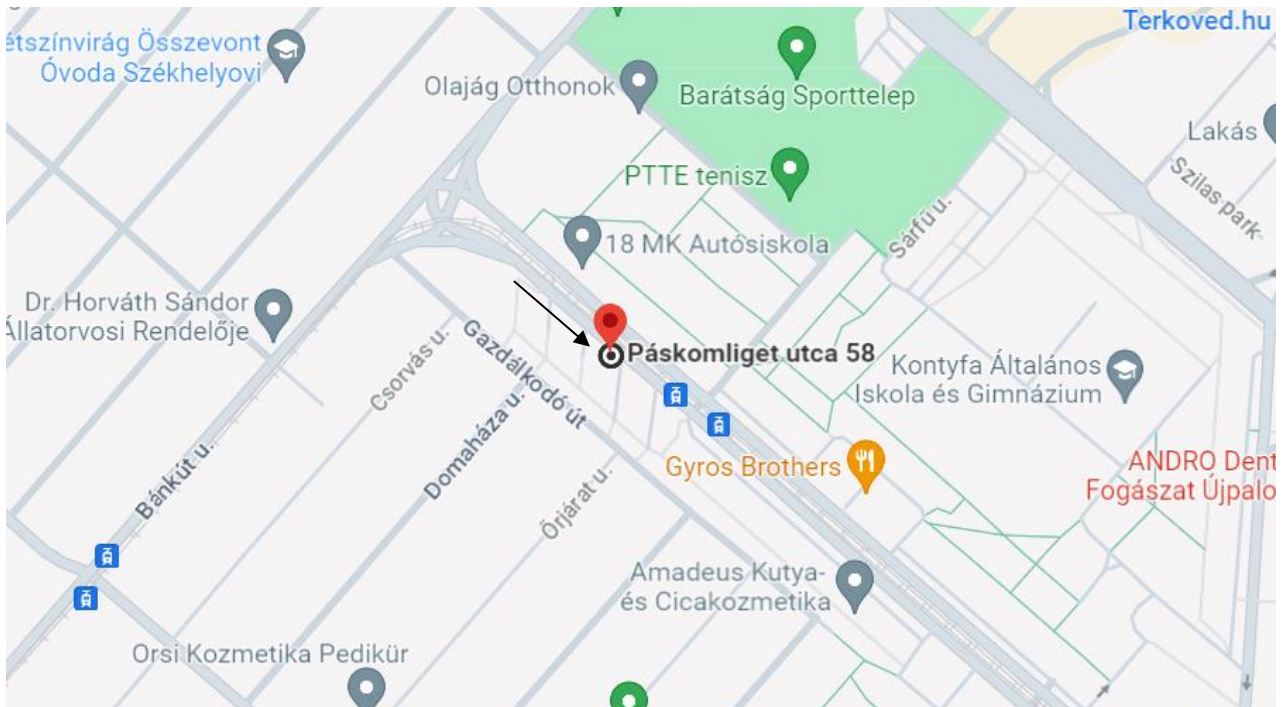 Terkoved.hu
étszínvirág Összevont
Óvoda Székhelyovi
Olajág Otthonok
Barátság Sporttelep
Lakás
PTTE tenisz
Szilas park-
Sárfű u.
18 MK Autósiskola
Dr. Horváth Sándor
Állatorvosi Rendelője
Csorvás u.
Gazdálkodó út
Páskomliget utca 58
Kontyfa Általános
Iskola és Gimnázium
Domaháza u.
Bánkút u.
Gyros Brothers
ANDRO Dent
Fogászat Újpalo
Őrjárat u.
Amadeus Kutya-
és Cicakozmetika
Orsi Kozmetika Pedikür